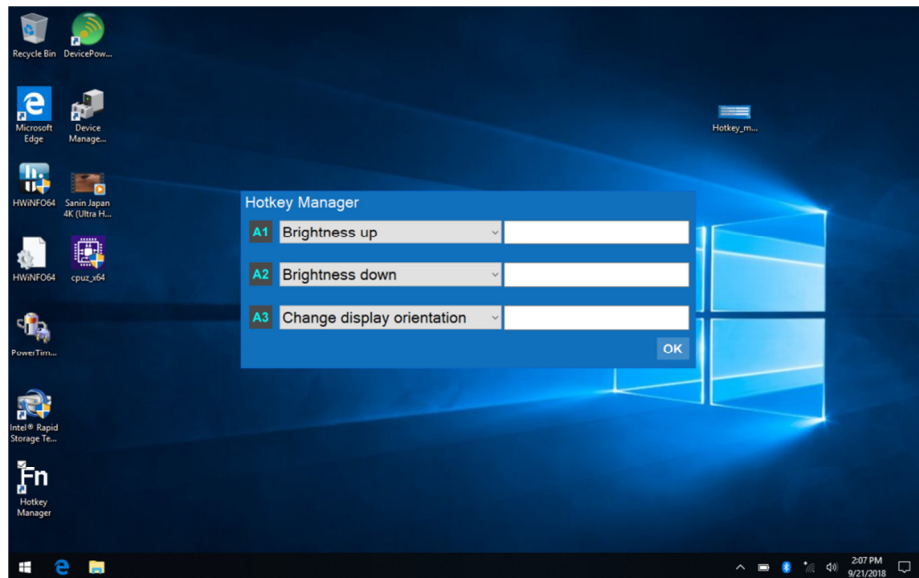 Recycle Bin
DevicePow...
Microsoft
Edge
Device
Manage...
Hotkey_m...
HWiNFO64
Sanin Japan
4K (Ultra H...
HWiNFO64
cpuz_x64
PowerTim...
Intel® Rapid
Storage Te...
Fn
Hotkey
Manager
Hotkey Manager
A1 Brightness up
A2 Brightness down
A3 Change display orientation
OK
2:07 PM
9/21/2018